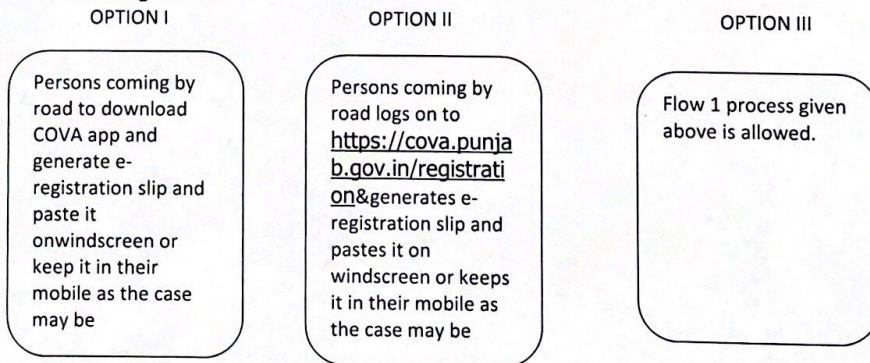 OPTION I
Persons coming by
road to download
COVA app and
generate e-
registration slip and
paste it
onwindscreen or
keep it in their
mobile as the case
may be
OPTION II
Persons coming by
road logs on to
https://cova.punja
b.gov.in/registrati
on&generates e-
registration slip and
pastes it on
windscreen or keeps
it in their mobile as
the case may be
OPTION III
Flow 1 process given
above is allowed.